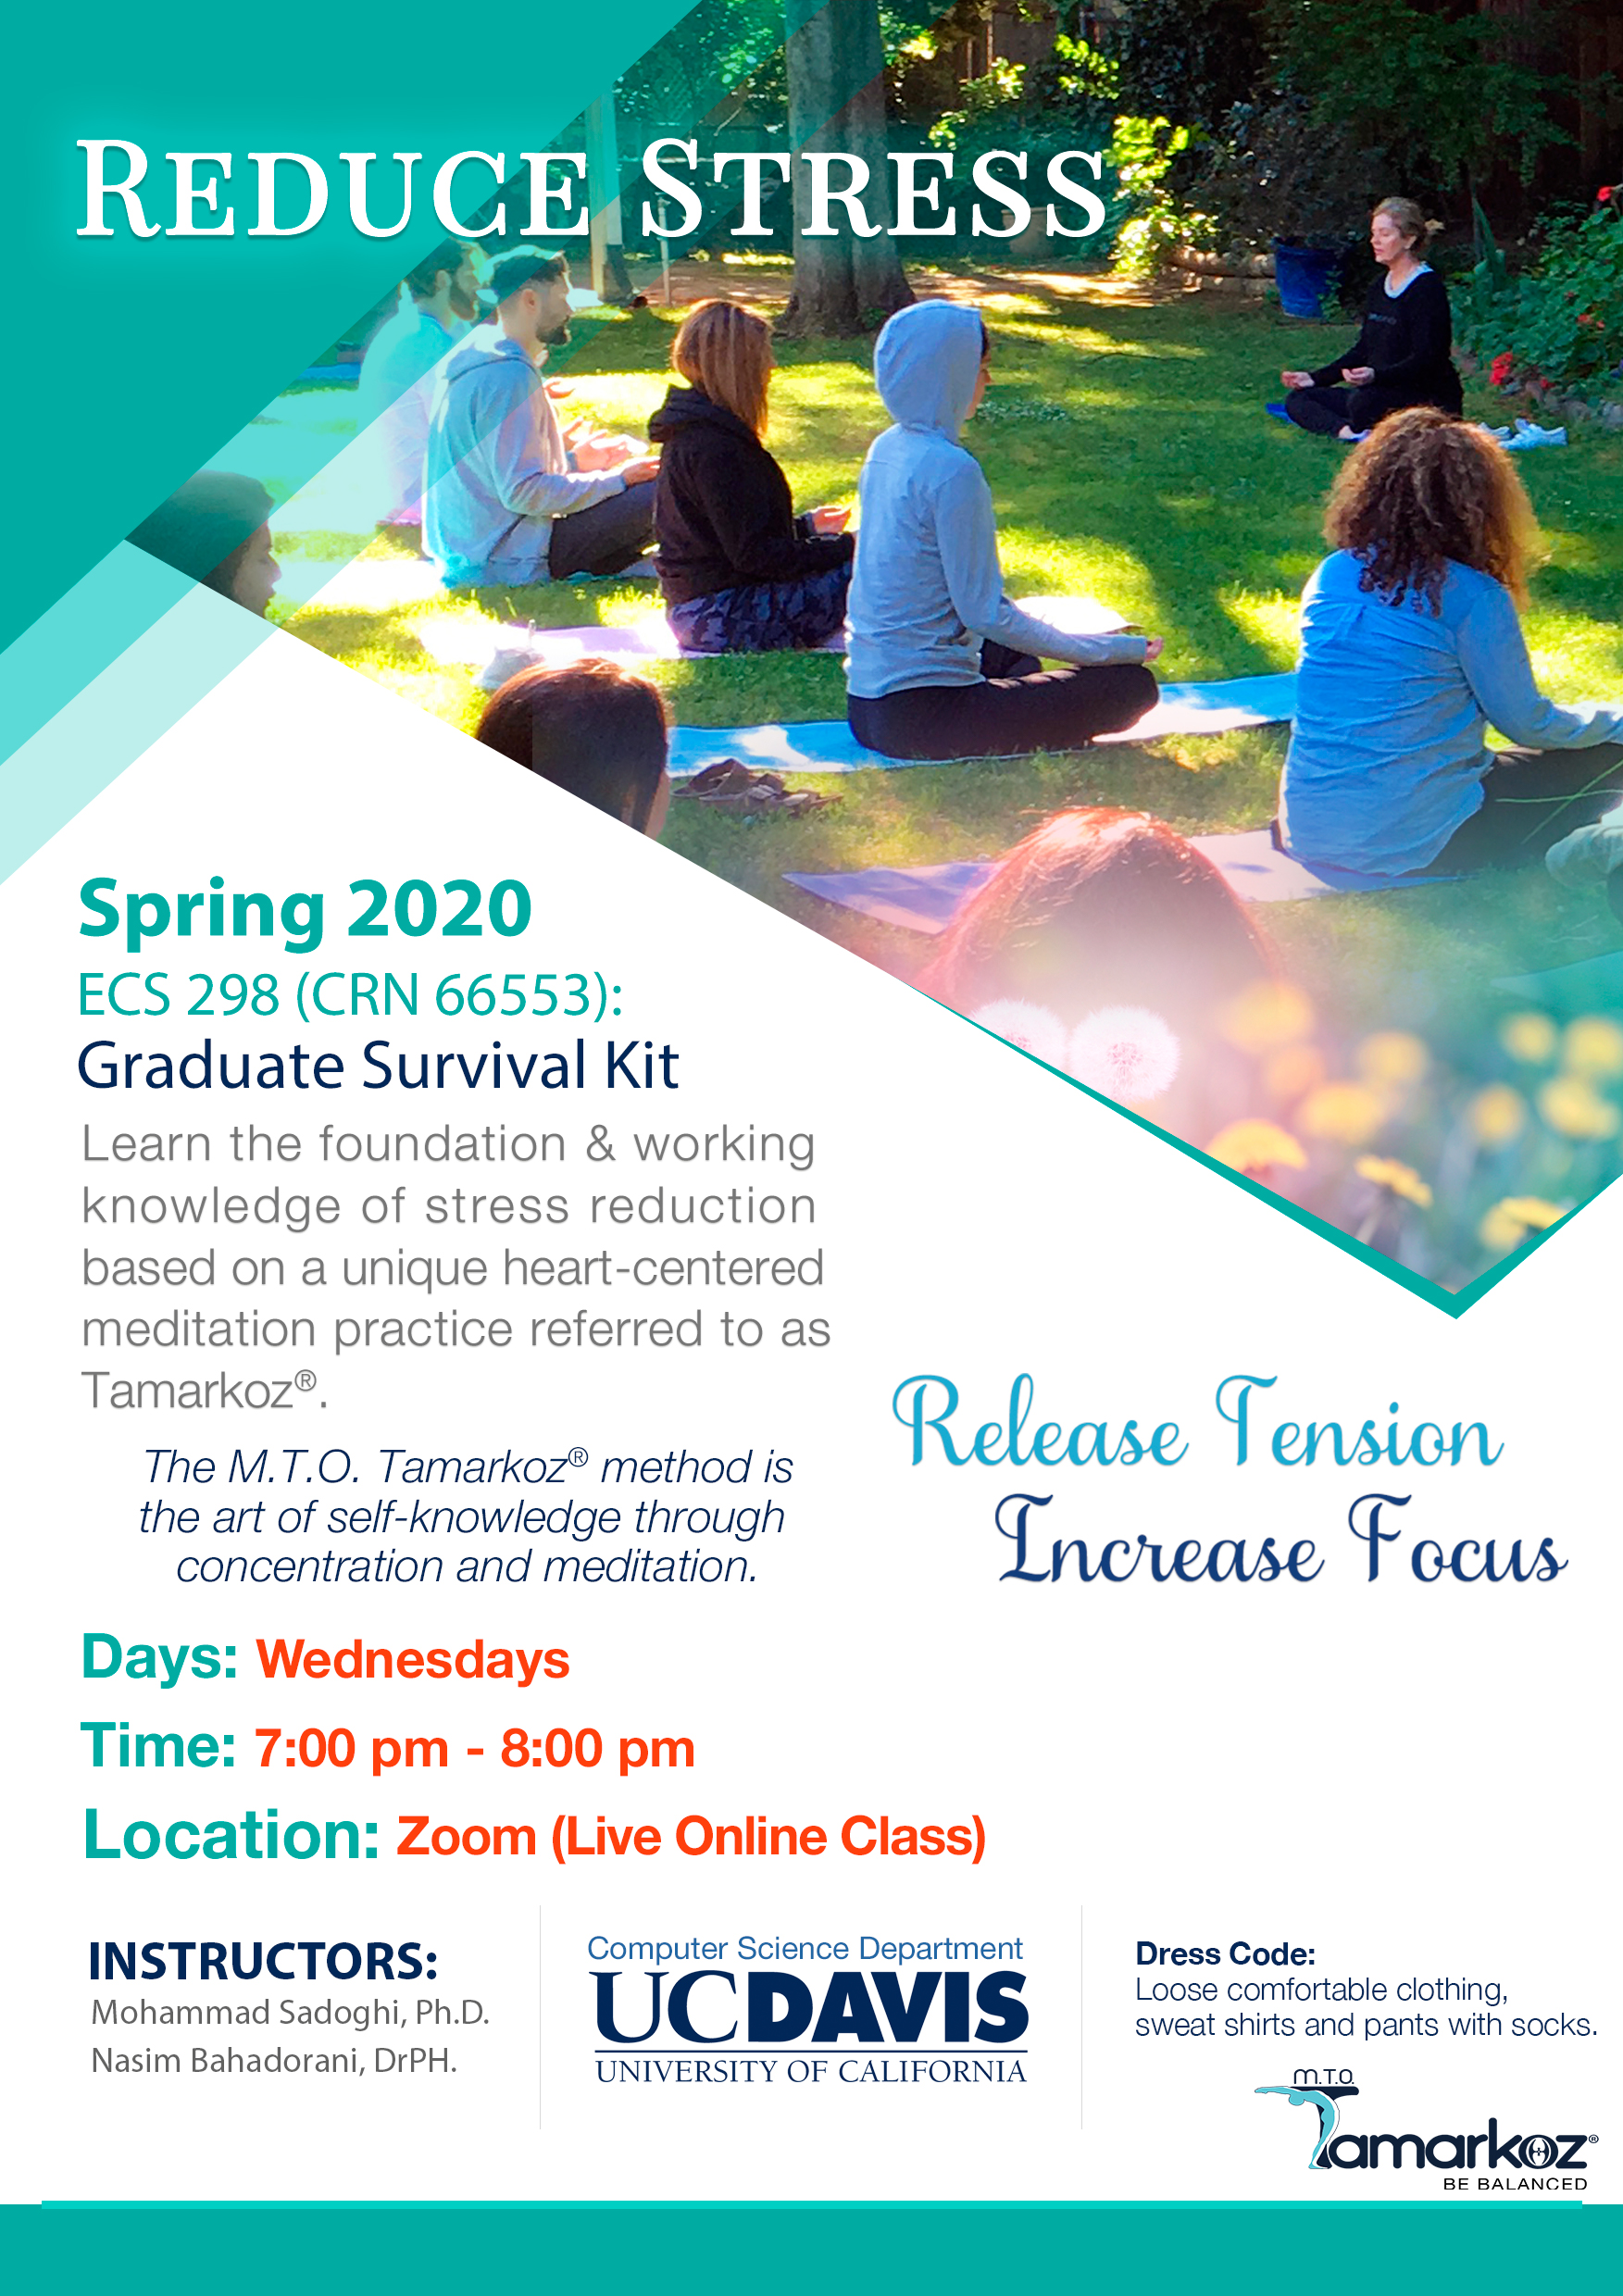 REDUCE STRESS
Spring 2020
ECS 298 (CRN 66553):
Graduate Survival Kit
Learn the foundation & working
knowledge of stress reduction
based on a unique heart-centered
meditation practice referred to as
Tamarkoz®.
The M.T.O. Tamarkoz® method is
the art of self-knowledge through
concentration and meditation.
Release Tension
Increase Focus
Days: Wednesdays
Time: 7:00 pm - 8:00 pm
Location: Zoom (Live Online Class)
INSTRUCTORS:
Mohammad Sadoghi, Ph.D.
Nasim Bahadorani, DrPH.
Computer Science Department
UCDAVIS
UNIVERSITY OF CALIFORNIA
Dress Code:
Loose comfortable clothing,
sweat shirts and pants with socks.
M.T.O.
Tamarkoz®
BE BALANCED